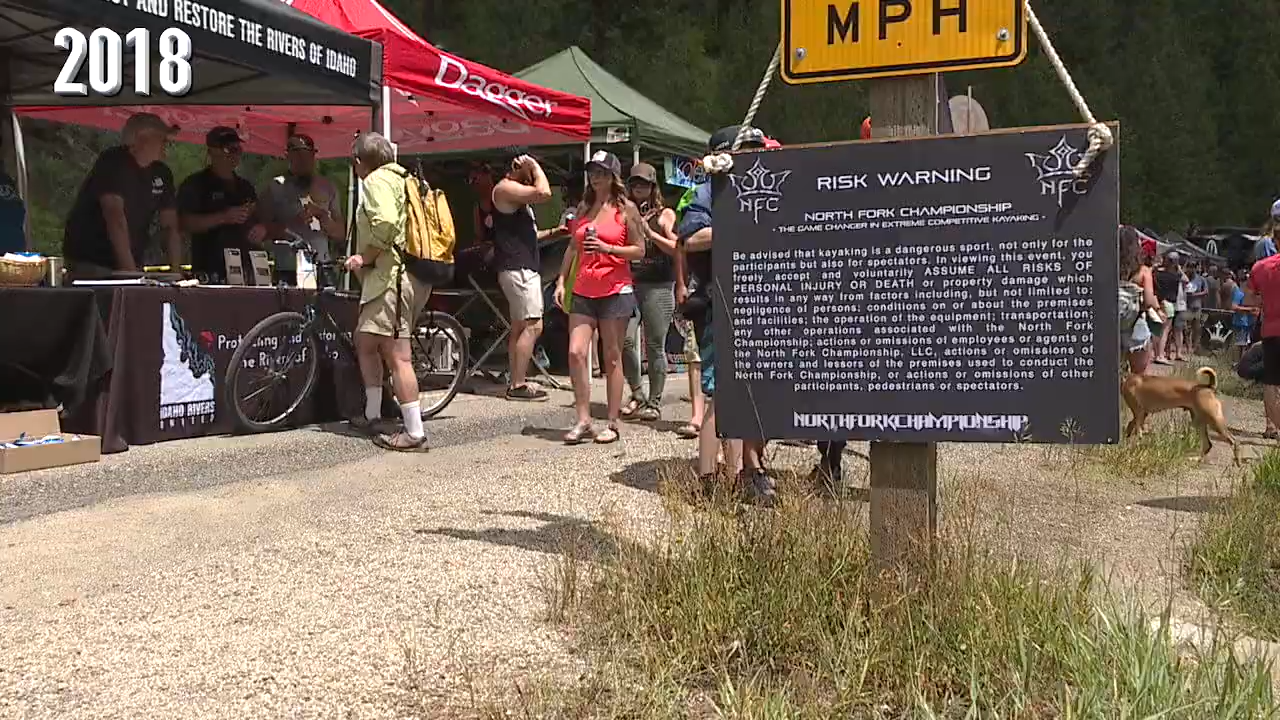 2018
AND RESTORE THE RIVERS OF IDAHO
Dagger
MPH
NFC
RISK WARNING
NFC
NORTH FORK CHAMPIONSHIP
- THE GAME CHANGER IN EXTREME COMPETITIVE KAYAKING -
Be advised that kayaking is a dangerous sport, not only for the
participants but also for spectators. In viewing this event, you
freely accept and voluntarily ASSUME ALL RISKS OF
PERSONAL INJURY OR DEATH or property damage which
results in any way from factors including, but not limited to
negligence of persons; conditions on or about the premises
and facilities; the operation of the equipment; transportation;
any other operations associated with the North Fork
Championship; actions or omissions of employees or agents of
the North Fork Championship, LLC, actions or omissions of
the owners and lessors of the premises used to conduct the
North Fork Championship, or actions or omissions of other
participants, pedestrians or spectators.
NORTHFORKCHAMPIONSHIP
the Rivers of
IDAHO RIVERS
UNITED